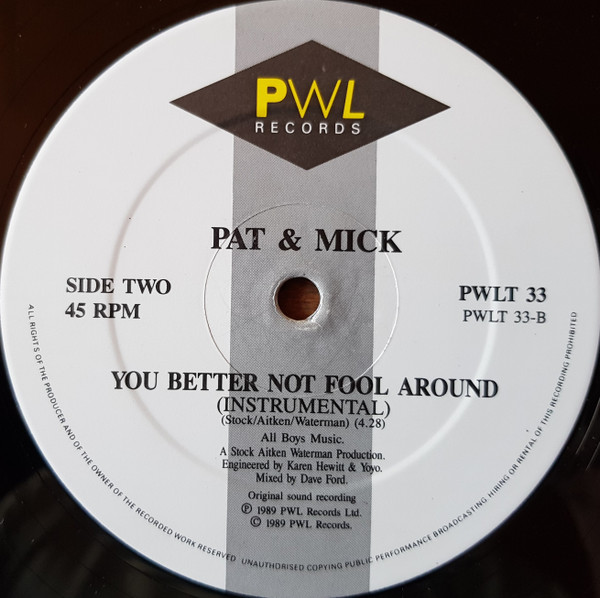 PWL
RECORDS
PAT & MICK
SIDE TWO
45 RPM
PWLT 33
PWLT 33-B
YOU BETTER NOT FOOL AROUND
(INSTRUMENTAL)
(Stock/Aitken/Waterman) (4.28)
All Boys Music.
A Stock Aitken Waterman Production.
Engineered by Karen Hewitt & Yoyo.
Mixed by Dave Ford.
Original sound recording
℗ 1989 PWL Records Ltd.
© 1989 PWL Records.
ALL RIGHTS OF THE PRODUCER AND OF THE OWNER OF THE RECORDED WORK RESERVED UNAUTHORISED COPYING PUBLIC PERFORMANCE BROADCASTING, HIRING OR RENTAL OF THIS RECORDING PROHIBITED